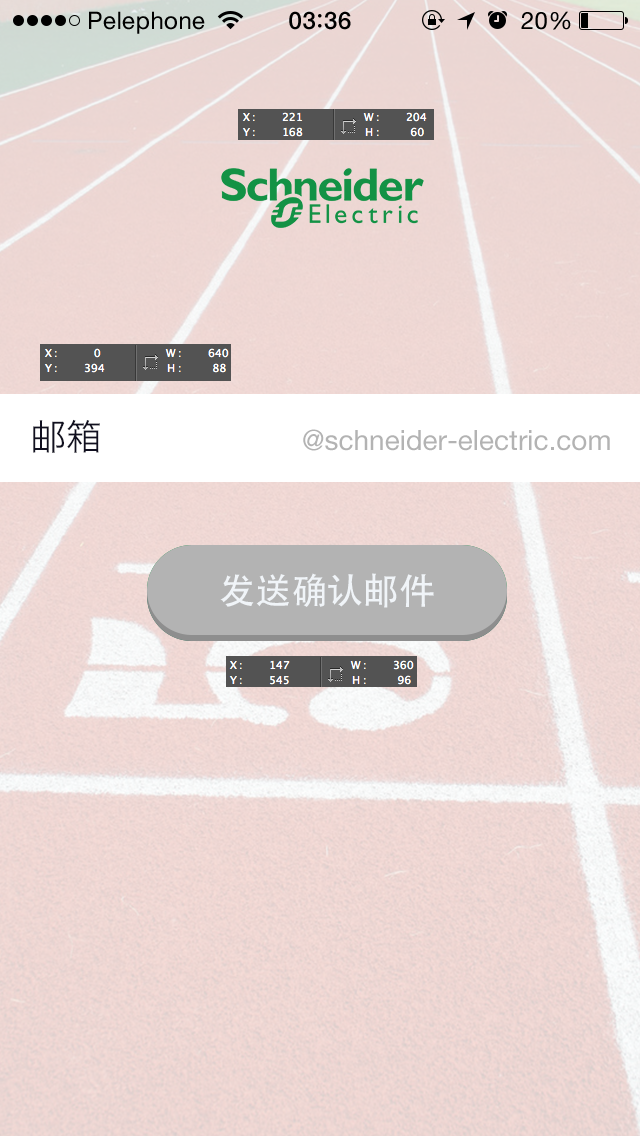 Pelephone 03:36 20%
X: 221 W: 204
Y: 168 H: 60
Schneider
Electric
X: 0 W: 640
Y: 394 H: 88
邮箱 @schneider-electric.com
发送确认邮件
X: 147 W: 360
Y: 545 H: 96